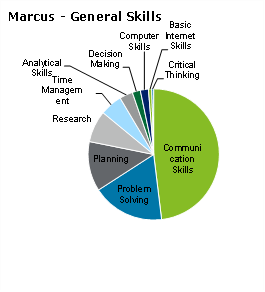 Marcus - General Skills
Basic
Internet
Skills
Computer
Skills
Decision
Making
Critical
Thinking
Analytical
Skills
Time
Managem
ent
Research
Planning
Problem
Solving
Communi
cation
Skills